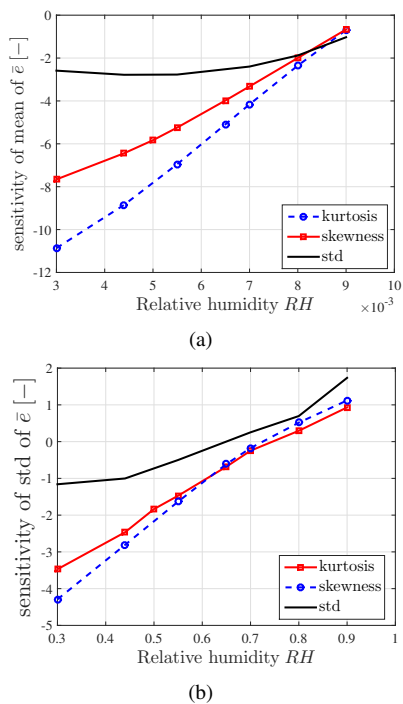 0
-2
-4
-6
-8
-10
-12
sensitivity of mean of ē [−]
kurtosis
skewness
std
3 4 5 6 7 8 9 10
Relative humidity RH
×10⁻³
(a)
2
1
0
-1
-2
-3
-4
-5
sensitivity of std of ē [−]
kurtosis
skewness
std
0.3 0.4 0.5 0.6 0.7 0.8 0.9 1
Relative humidity RH
(b)